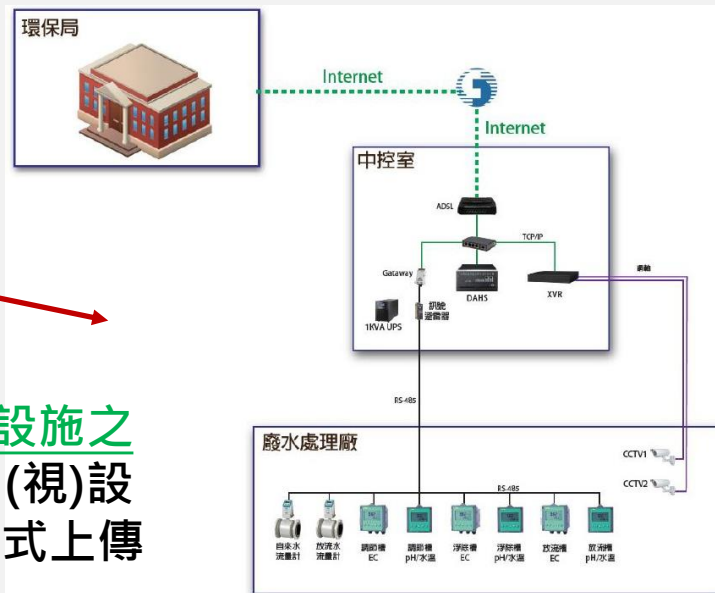 環保局
Internet
Internet
中控室
ADSL
TCP/IP
Gataway
訊號
避雷器
1KVA UPS
DAHS
XVR
網路
RS-485
設施之
(視)設
式上傳
廢水處理廠
CCTV1
CCTV2
RS-485
自來水
流量計
放流水
流量計
調節槽
EC
調節槽
pH/水溫
浮除槽
EC
浮除槽
pH/水溫
放流槽
EC
放流槽
pH/水溫